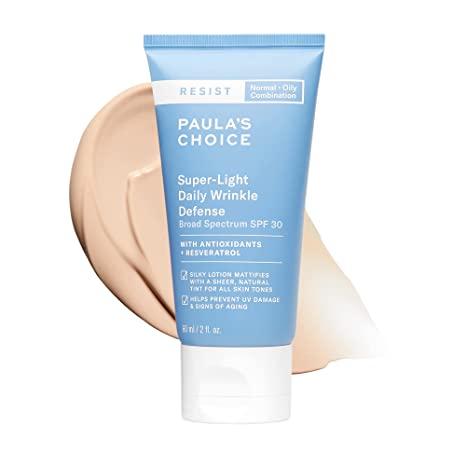 RESIST
Normal • Oily
Combination
PAULA'S
CHOICE
Super-Light
Daily Wrinkle
Defense
Broad Spectrum SPF 30
WITH ANTIOXIDANTS
+ RESVERATROL
SILKY LOTION MATTIFIES
WITH A SHEER, NATURAL
TINT FOR ALL SKIN TONES
HELPS PREVENT UV DAMAGE
& SIGNS OF AGING
60 ml / 2 fl. oz.